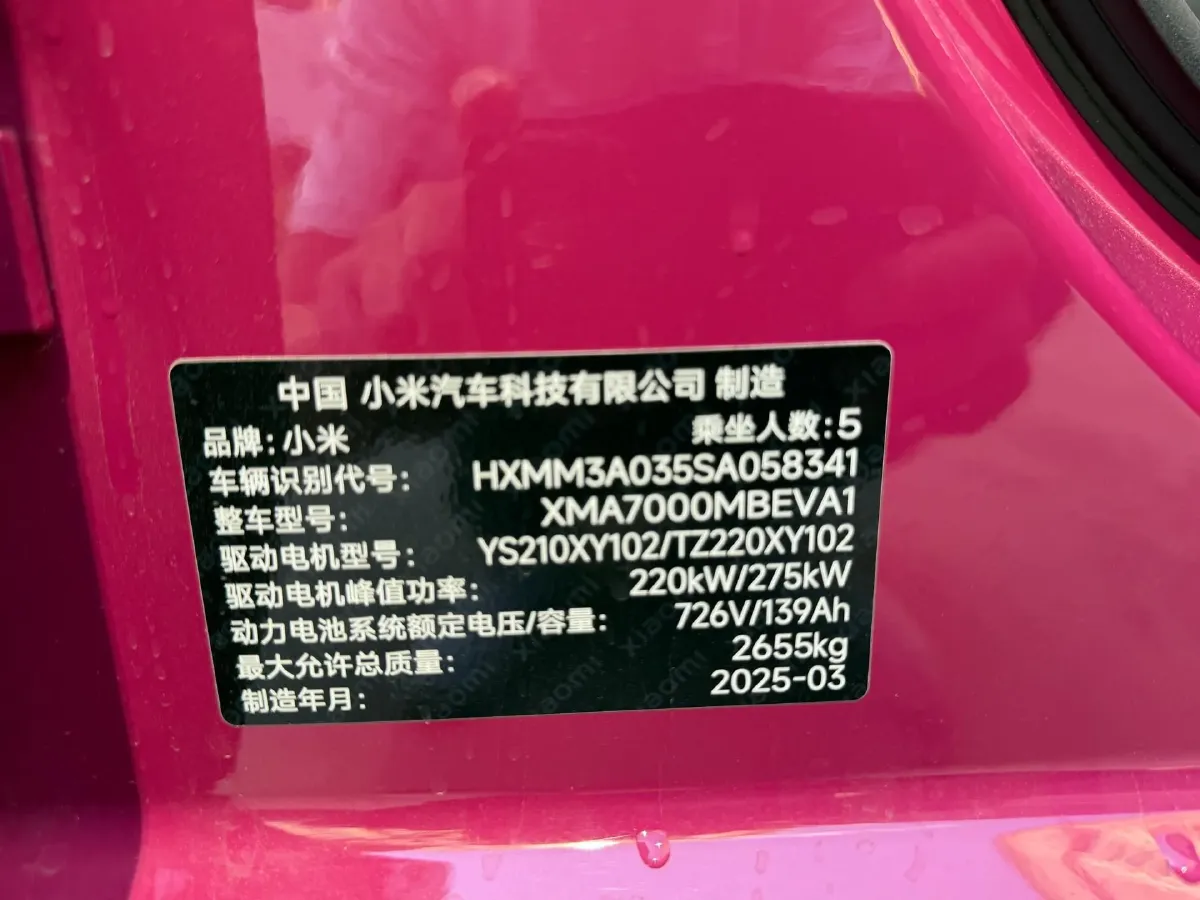 中国 小米汽车科技有限公司 制造
品牌: 小米 乘坐人数: 5
车辆识别代号: HXMM3A035SA058341
整车型号: XMA7000MBEVA1
驱动电机型号: YS210XY102/TZ220XY102
驱动电机峰值功率: 220kW/275kW
动力电池系统额定电压/容量: 726V/139Ah
最大允许总质量: 2655kg
制造年月: 2025-03